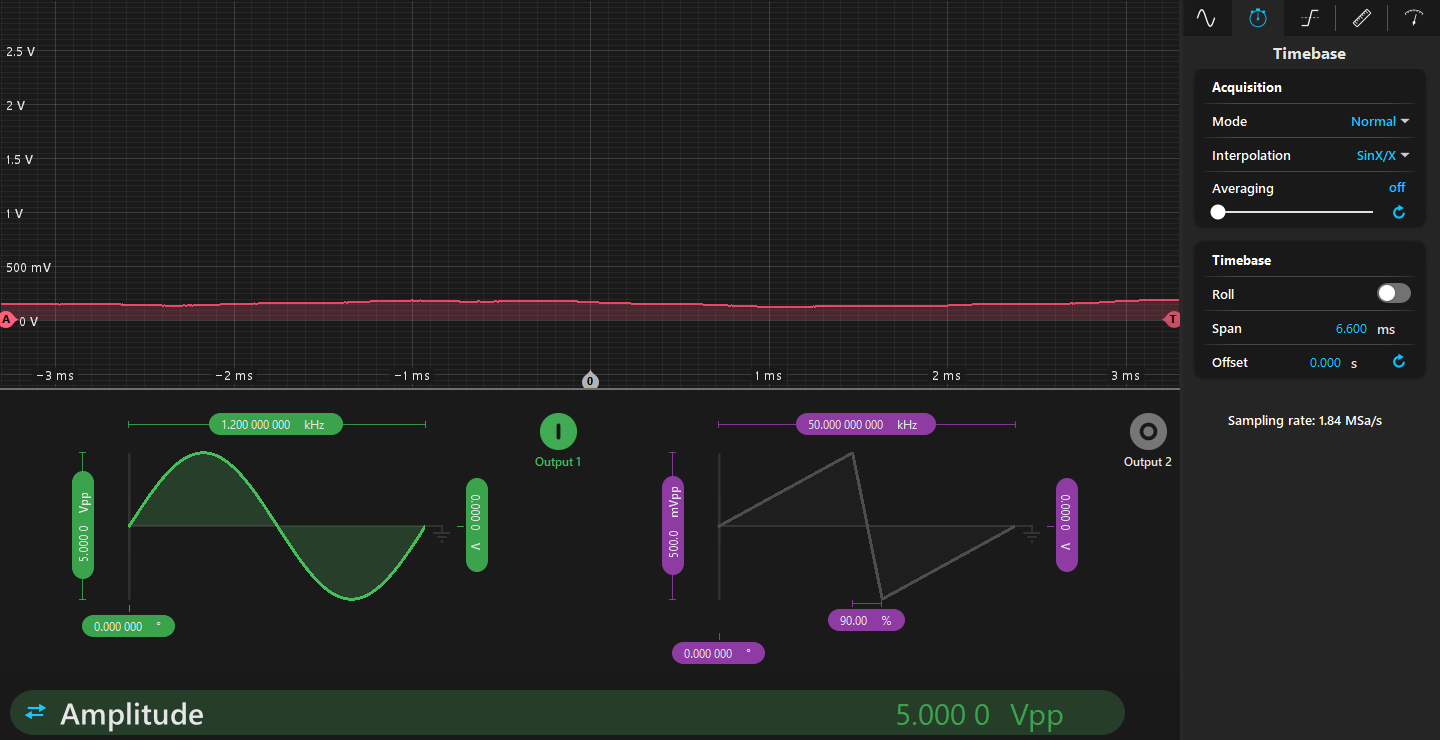 2.5 V
2 V
1.5 V
1 V
500 mV
A
0 V
T
−3 ms
−2 ms
−1 ms
0
1 ms
2 ms
3 ms
Timebase
Acquisition
Mode Normal
Interpolation SinX/X
Averaging off
Timebase
Roll
Span 6.600 ms
Offset 0.000 s
Sampling rate: 1.84 MSa/s
1.200 000 000 kHz
Output 1
5.000 0 Vpp
0.000 0 V
0.000 000 °
50.000 000 000 kHz
Output 2
500.0 mVpp
0.000 0 V
90.00 %
0.000 000 °
Amplitude 5.000 0 Vpp